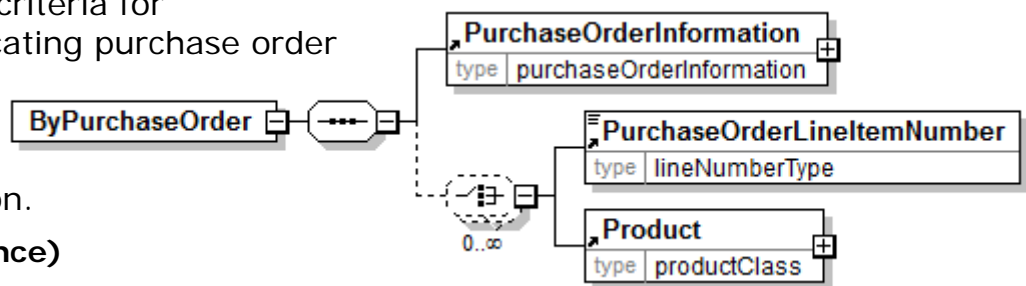 criteria for
cating purchase order
on.
nce)
ByPurchaseOrder
PurchaseOrderInformation
type purchaseOrderInformation
0..∞
PurchaseOrderLineItemNumber
type lineNumberType
Product
type productClass